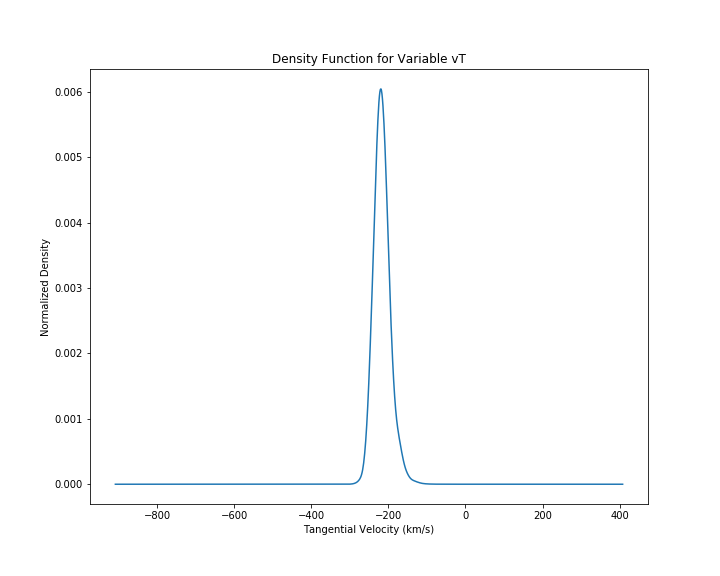 Density Function for Variable vT
0.006
0.005
0.004
0.003
0.002
0.001
0.000
Normalized Density
−800 −600 −400 −200 0 200 400
Tangential Velocity (km/s)